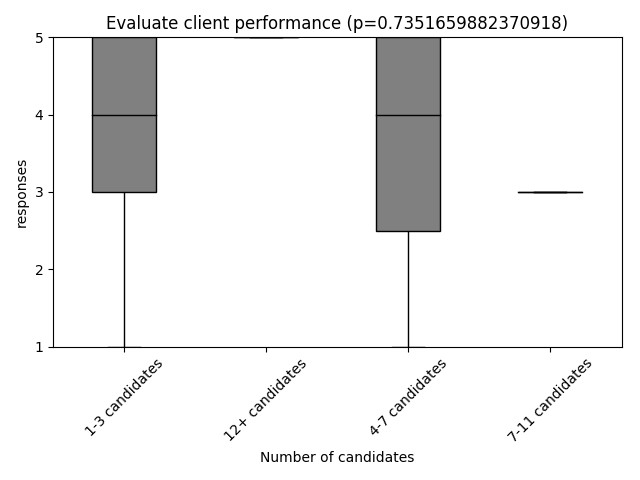 Evaluate client performance (p=0.7351659882370918)
responses
5
4
3
2
1
1-3 candidates
12+ candidates
4-7 candidates
7-11 candidates
Number of candidates